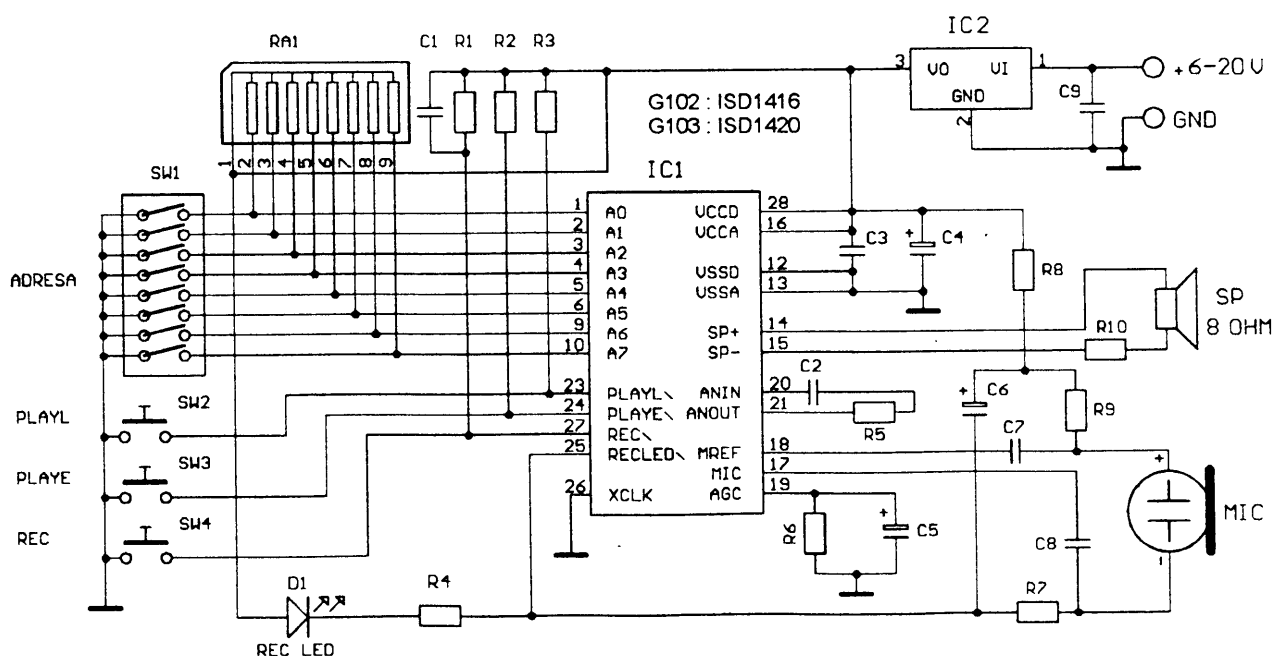 IC2
RA1
C1 R1 R2 R3
3 VO VI 1
GND
2
C9
+6-20V
GND
G102 : ISD1416
G103 : ISD1420
1 2 3 4 5 6 7 8 9
SW1
IC1
ADRESA
1 A0 VCCD 28
2 A1 VCCA 16
3 A2
4 A3 VSSD 12
5 A4 VSSA 13
6 A5
9 A6 SP+ 14
10 A7 SP- 15
C3
+ C4
R8
SP
8 OHM
R10
23 PLAYL\ ANIN 20
24 PLAYE\ ANOUT 21
27 REC\
25 RECLED\ MREF 18
MIC 17
26 XCLK AGC 19
C2
R5
+ C6
R9
C7
PLAYL
SW2
PLAYE
SW3
REC
SW4
R6
+ C5
C8
+
MIC
-
D1
R4
R7
REC LED